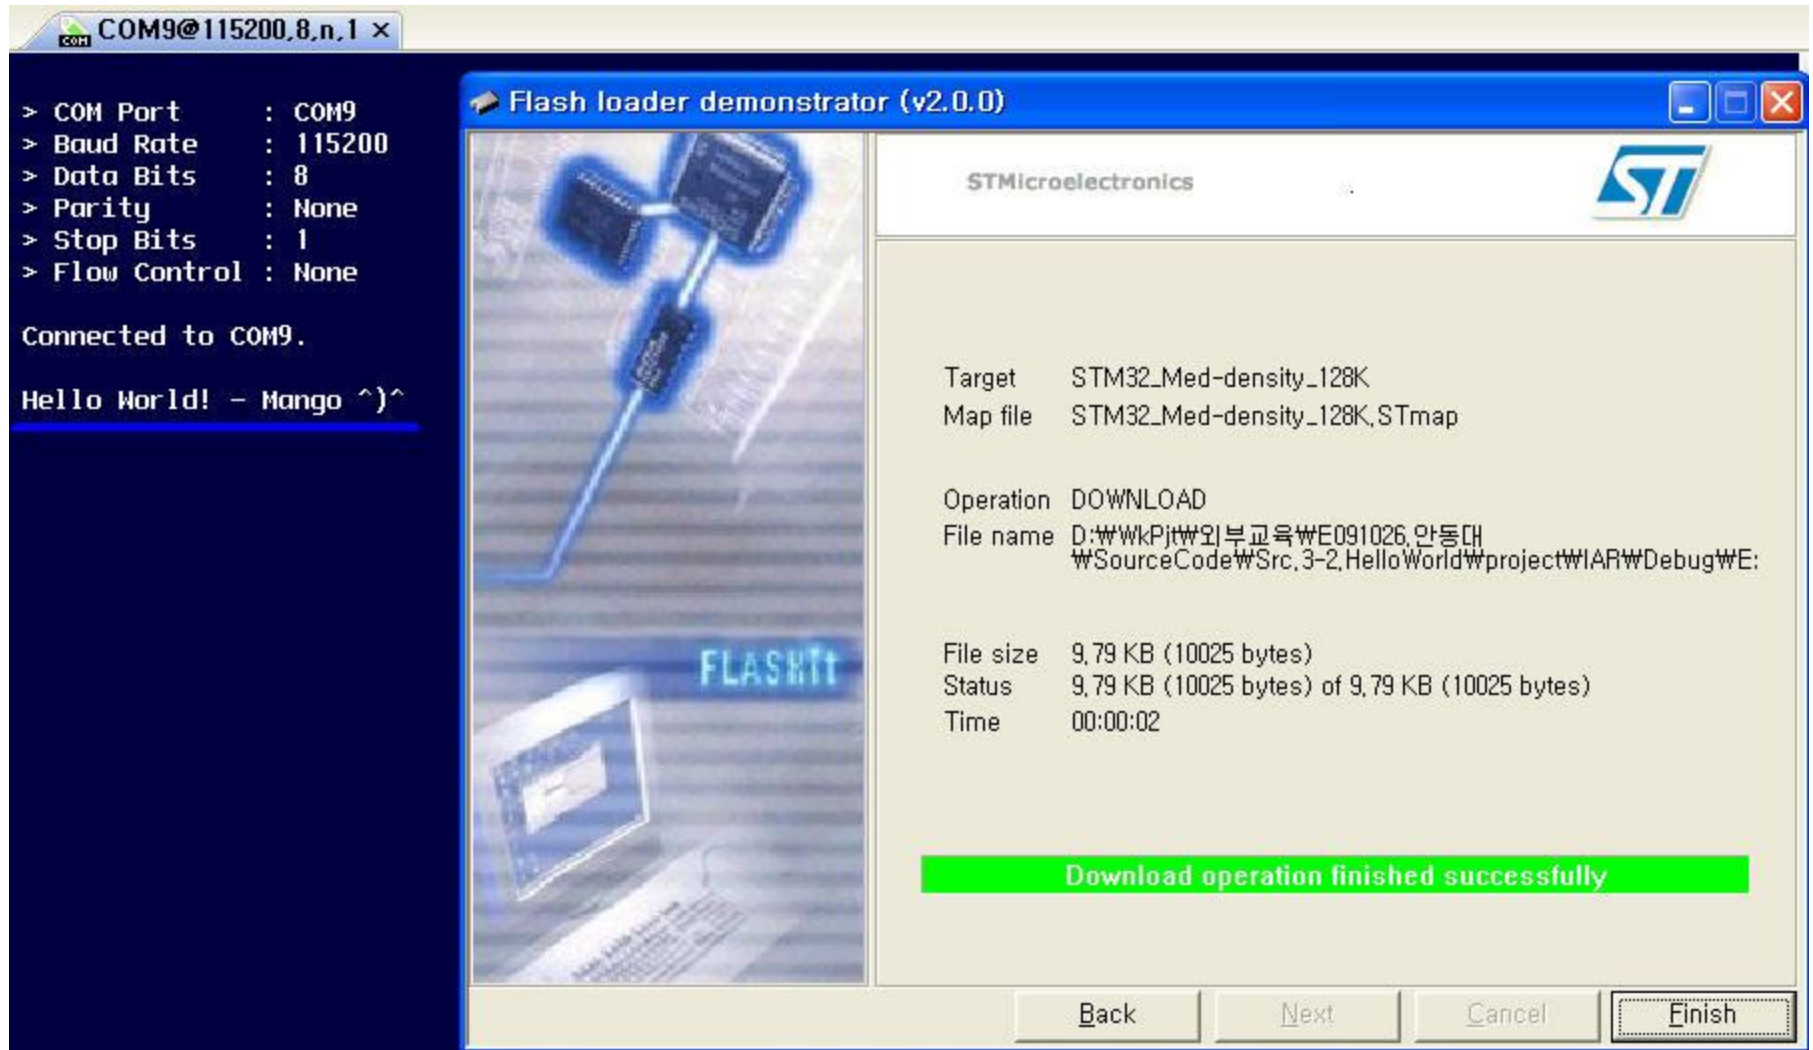 COM9@115200,8,n,1 ×
> COM Port : COM9
> Baud Rate : 115200
> Data Bits : 8
> Parity : None
> Stop Bits : 1
> Flow Control : None
Connected to COM9.
Hello World! - Mango ^)^
Flash loader demonstrator (v2.0.0)
STMicroelectronics
ST
FLASHit
Target STM32_Med-density_128K
Map file STM32_Med-density_128K.STmap
Operation DOWNLOAD
File name D:₩WkPjt₩외부교육₩E091026.안동대
₩SourceCode₩Src.3-2.HelloWorld₩project₩IAR₩Debug₩E:
File size 9.79 KB (10025 bytes)
Status 9.79 KB (10025 bytes) of 9.79 KB (10025 bytes)
Time 00:00:02
Download operation finished successfully
Back Next Cancel Finish